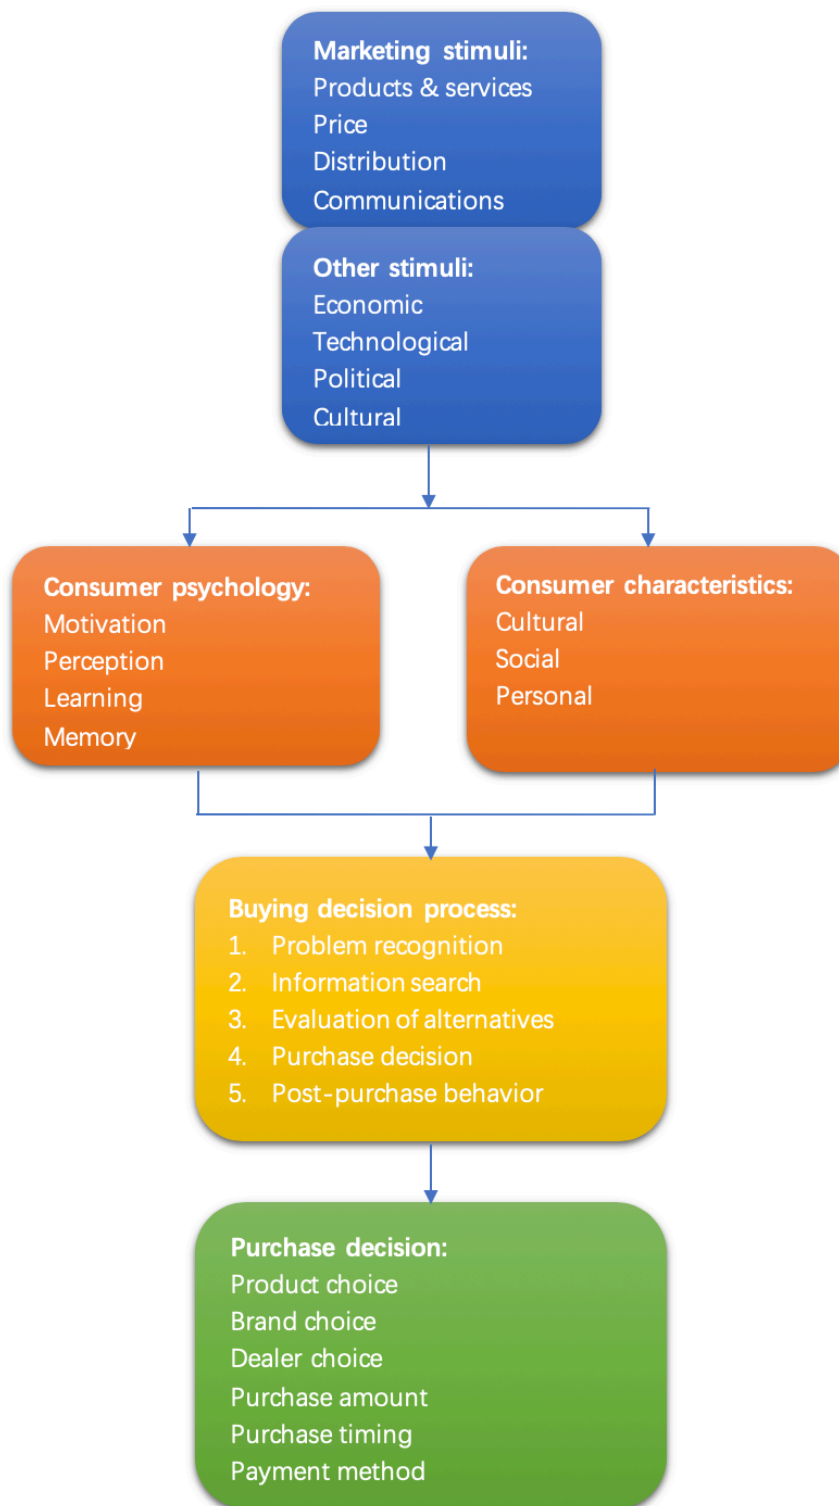 Marketing stimuli:
Products & services
Price
Distribution
Communications
Other stimuli:
Economic
Technological
Political
Cultural
Consumer psychology:
Motivation
Perception
Learning
Memory
Consumer characteristics:
Cultural
Social
Personal
Buying decision process:
1. Problem recognition
2. Information search
3. Evaluation of alternatives
4. Purchase decision
5. Post-purchase behavior
Purchase decision:
Product choice
Brand choice
Dealer choice
Purchase amount
Purchase timing
Payment method